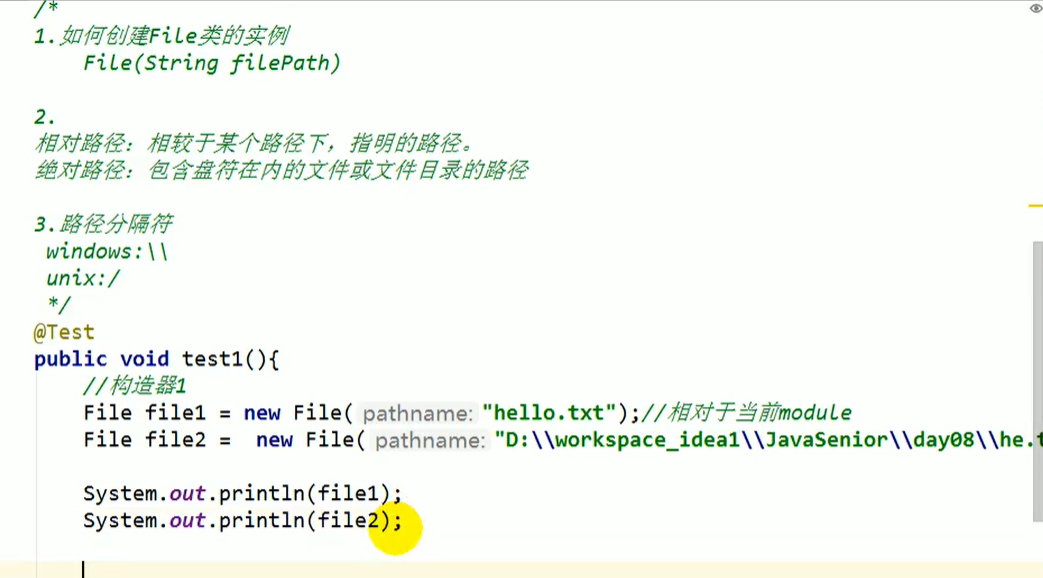 /*
1.如何创建File类的实例
File(String filePath)
2.
相对路径：相较于某个路径下，指明的路径。
绝对路径：包含盘符在内的文件或文件目录的路径
3.路径分隔符
windows:\\
unix:/
*/
@Test
public void test1(){
//构造器1
File file1 = new File( pathname: "hello.txt");//相对于当前module
File file2 =  new File( pathname: "D:\\workspace_idea1\\JavaSenior\\day08\\he.t
System.out.println(file1);
System.out.println(file2);